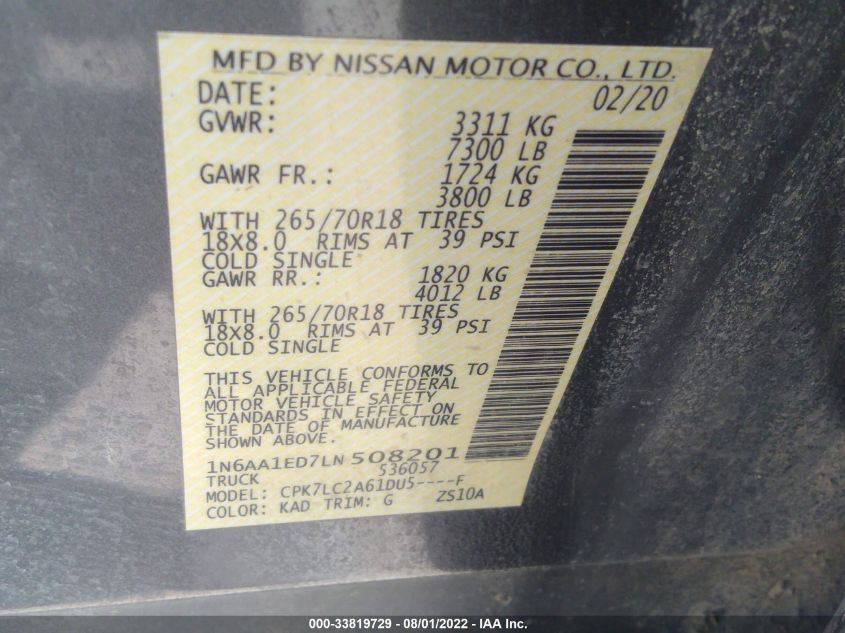 MFD BY NISSAN MOTOR CO., LTD.
DATE: 02/20
GVWR: 3311 KG
7300 LB
GAWR FR.: 1724 KG
3800 LB
WITH 265/70R18 TIRES
18X8.0 RIMS AT 39 PSI
COLD SINGLE
GAWR RR.: 1820 KG
4012 LB
WITH 265/70R18 TIRES
18X8.0 RIMS AT 39 PSI
COLD SINGLE
THIS VEHICLE CONFORMS TO
ALL APPLICABLE FEDERAL
MOTOR VEHICLE SAFETY
STANDARDS IN EFFECT ON
THE DATE OF MANUFACTURE
SHOWN ABOVE.
1N6AA1ED7LN508201
TRUCK 536057
MODEL: CPK7LC2A61DU5----F
COLOR: KAD TRIM: G ZS10A
000-33819729 - 08/01/2022 - IAA Inc.